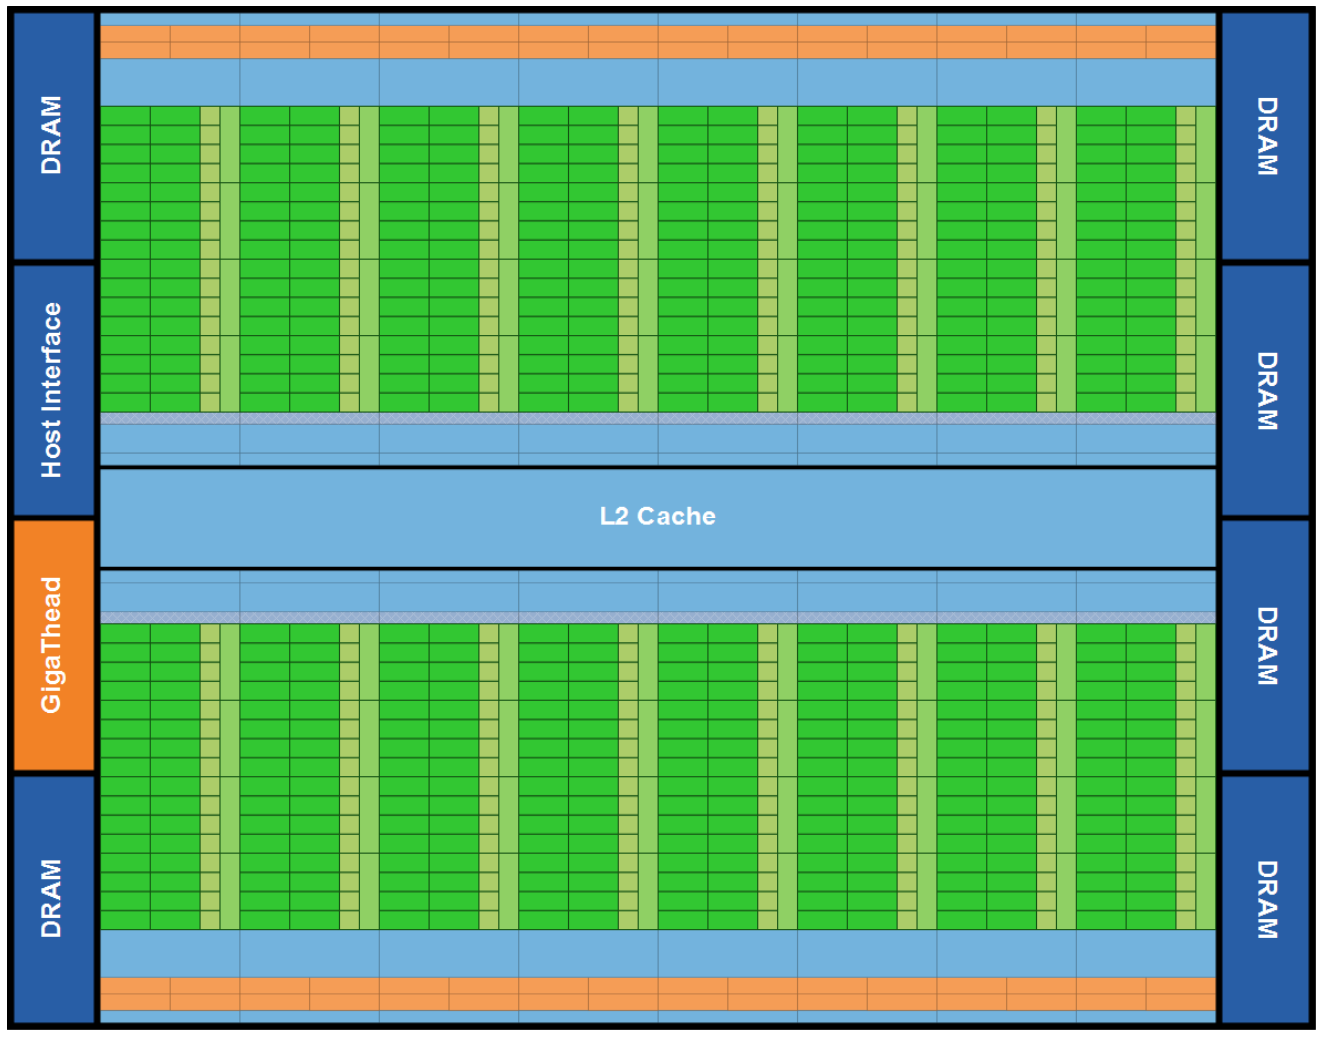 DRAM
Host Interface
GigaThead
DRAM
L2 Cache
DRAM
DRAM
DRAM
DRAM